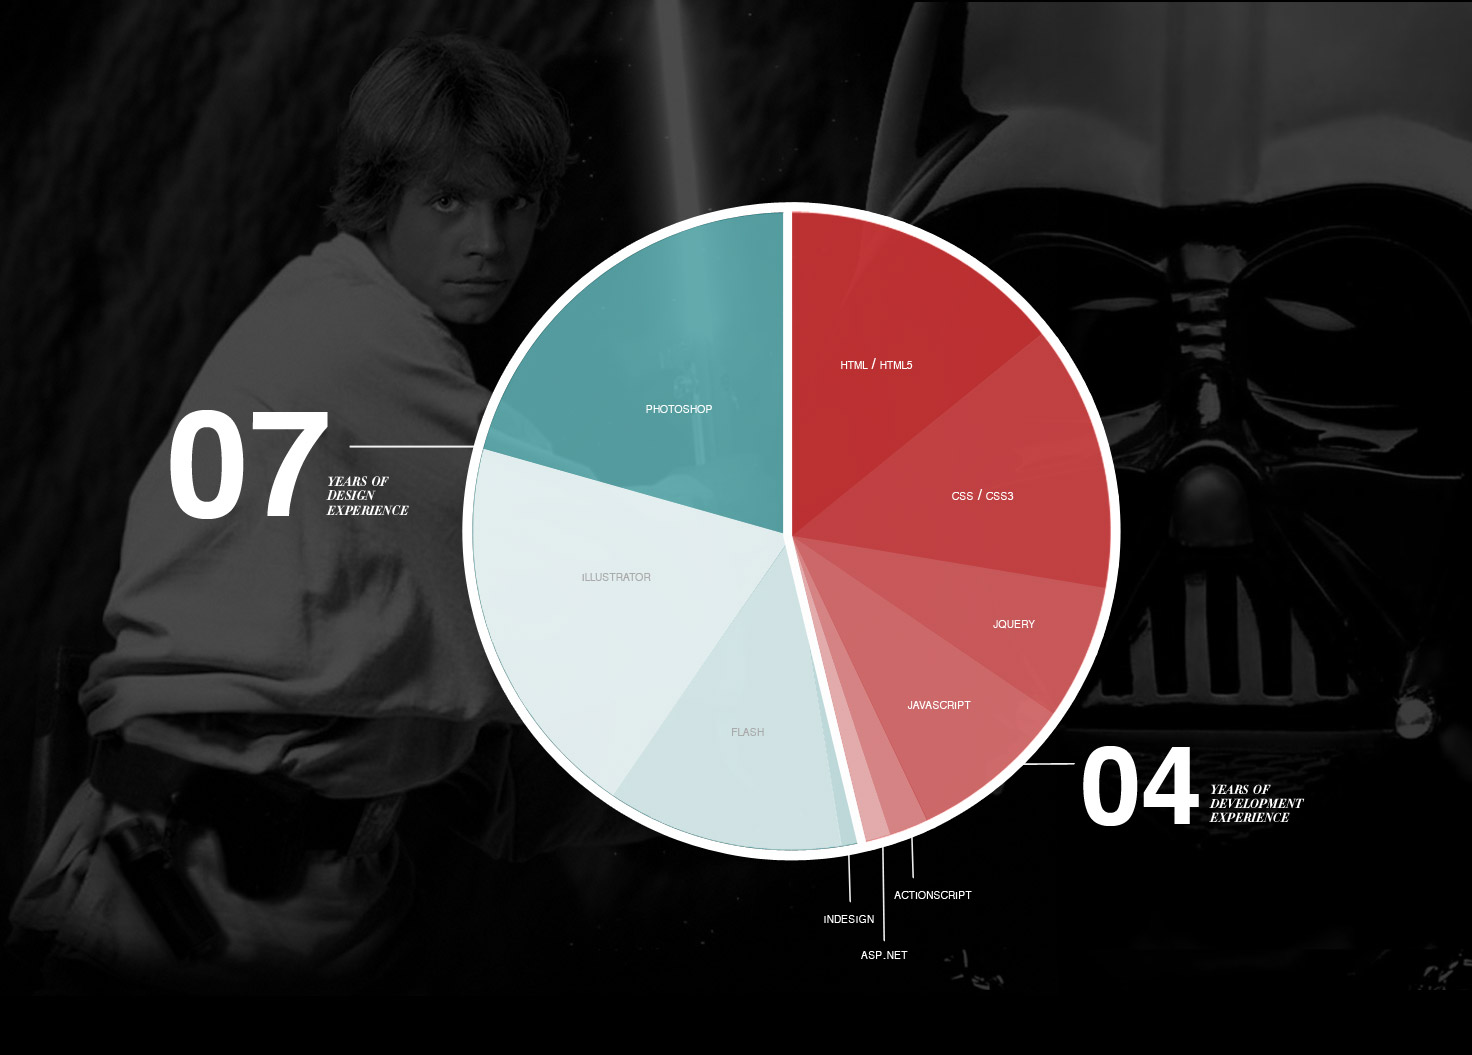 HTML / HTML5
PHOTOSHOP
07
YEARS OF
DESIGN
EXPERIENCE
CSS / CSS3
ILLUSTRATOR
JQUERY
JAVASCRIPT
FLASH
04
YEARS OF
DEVELOPMENT
EXPERIENCE
ACTIONSCRIPT
INDESIGN
ASP.NET